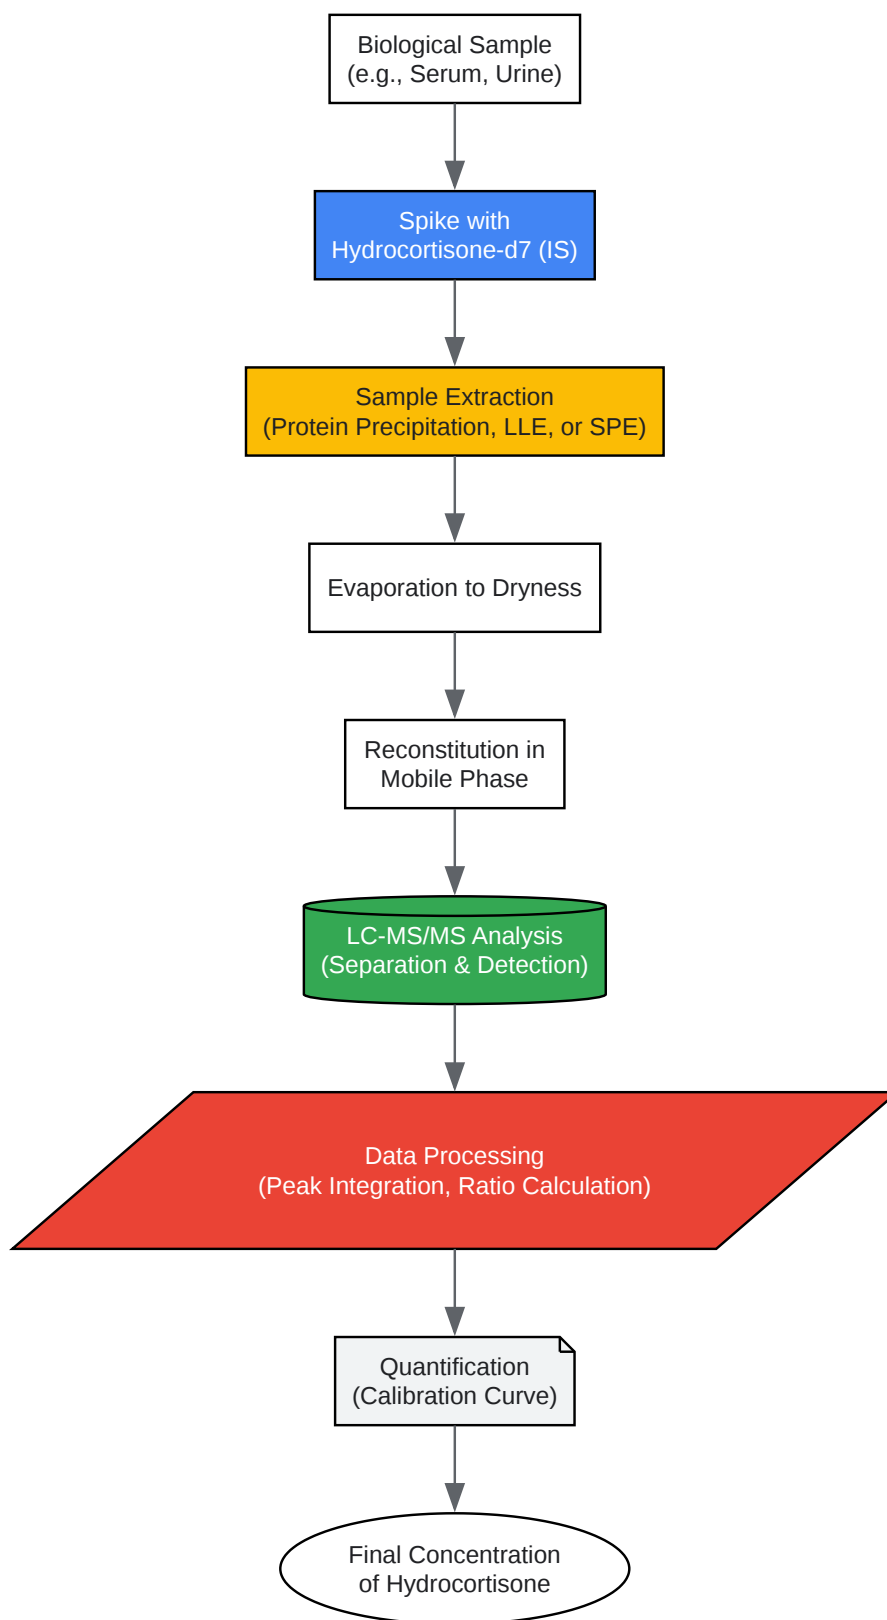 Biological Sample
(e.g., Serum, Urine)
Spike with
Hydrocortisone-d7 (IS)
Sample Extraction
(Protein Precipitation, LLE, or SPE)
Evaporation to Dryness
Reconstitution in
Mobile Phase
LC-MS/MS Analysis
(Separation & Detection)
Data Processing
(Peak Integration, Ratio Calculation)
Quantification
(Calibration Curve)
Final Concentration
of Hydrocortisone